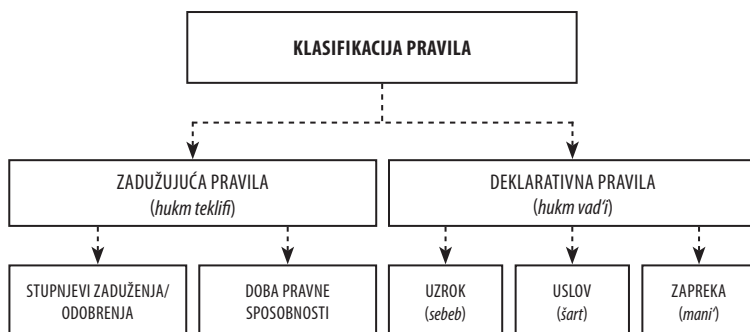 KLASIFIKACIJA PRAVILA
ZADUŽUJUĆA PRAVILA
(hukm teklifi)
DEKLARATIVNA PRAVILA
(hukm vad'i)
STUPNJEVI ZADUŽENJA/
ODOBRENJA
DOBA PRAVNE
SPOSOBNOSTI
UZROK
(sebeb)
USLOV
(šart)
ZAPREKA
(mani')